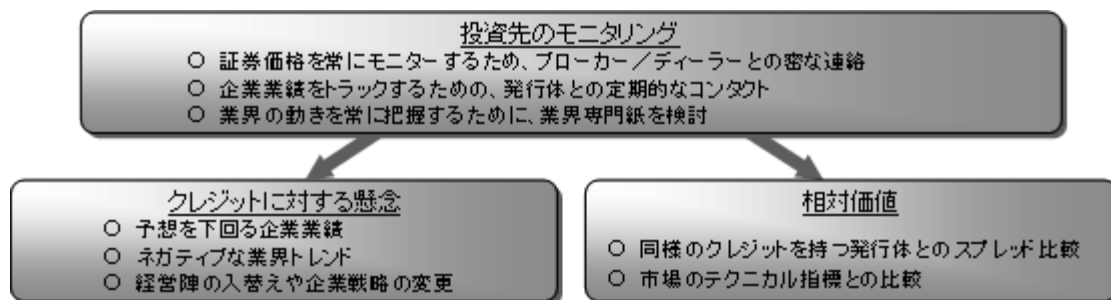 投資先のモニタリング
○ 証券価格を常にモニターするため、ブローカー／ディーラーとの密な連絡
○ 企業業績をトラックするための、発行体との定期的なコンタクト
○ 業界の動きを常に把握するために、業界専門紙を検討
クレジットに対する懸念
○ 予想を下回る企業業績
○ ネガティブな業界トレンド
○ 経営陣の入替えや企業戦略の変更
相対価値
○ 同様のクレジットを持つ発行体とのスプレッド比較
○ 市場のテクニカル指標との比較